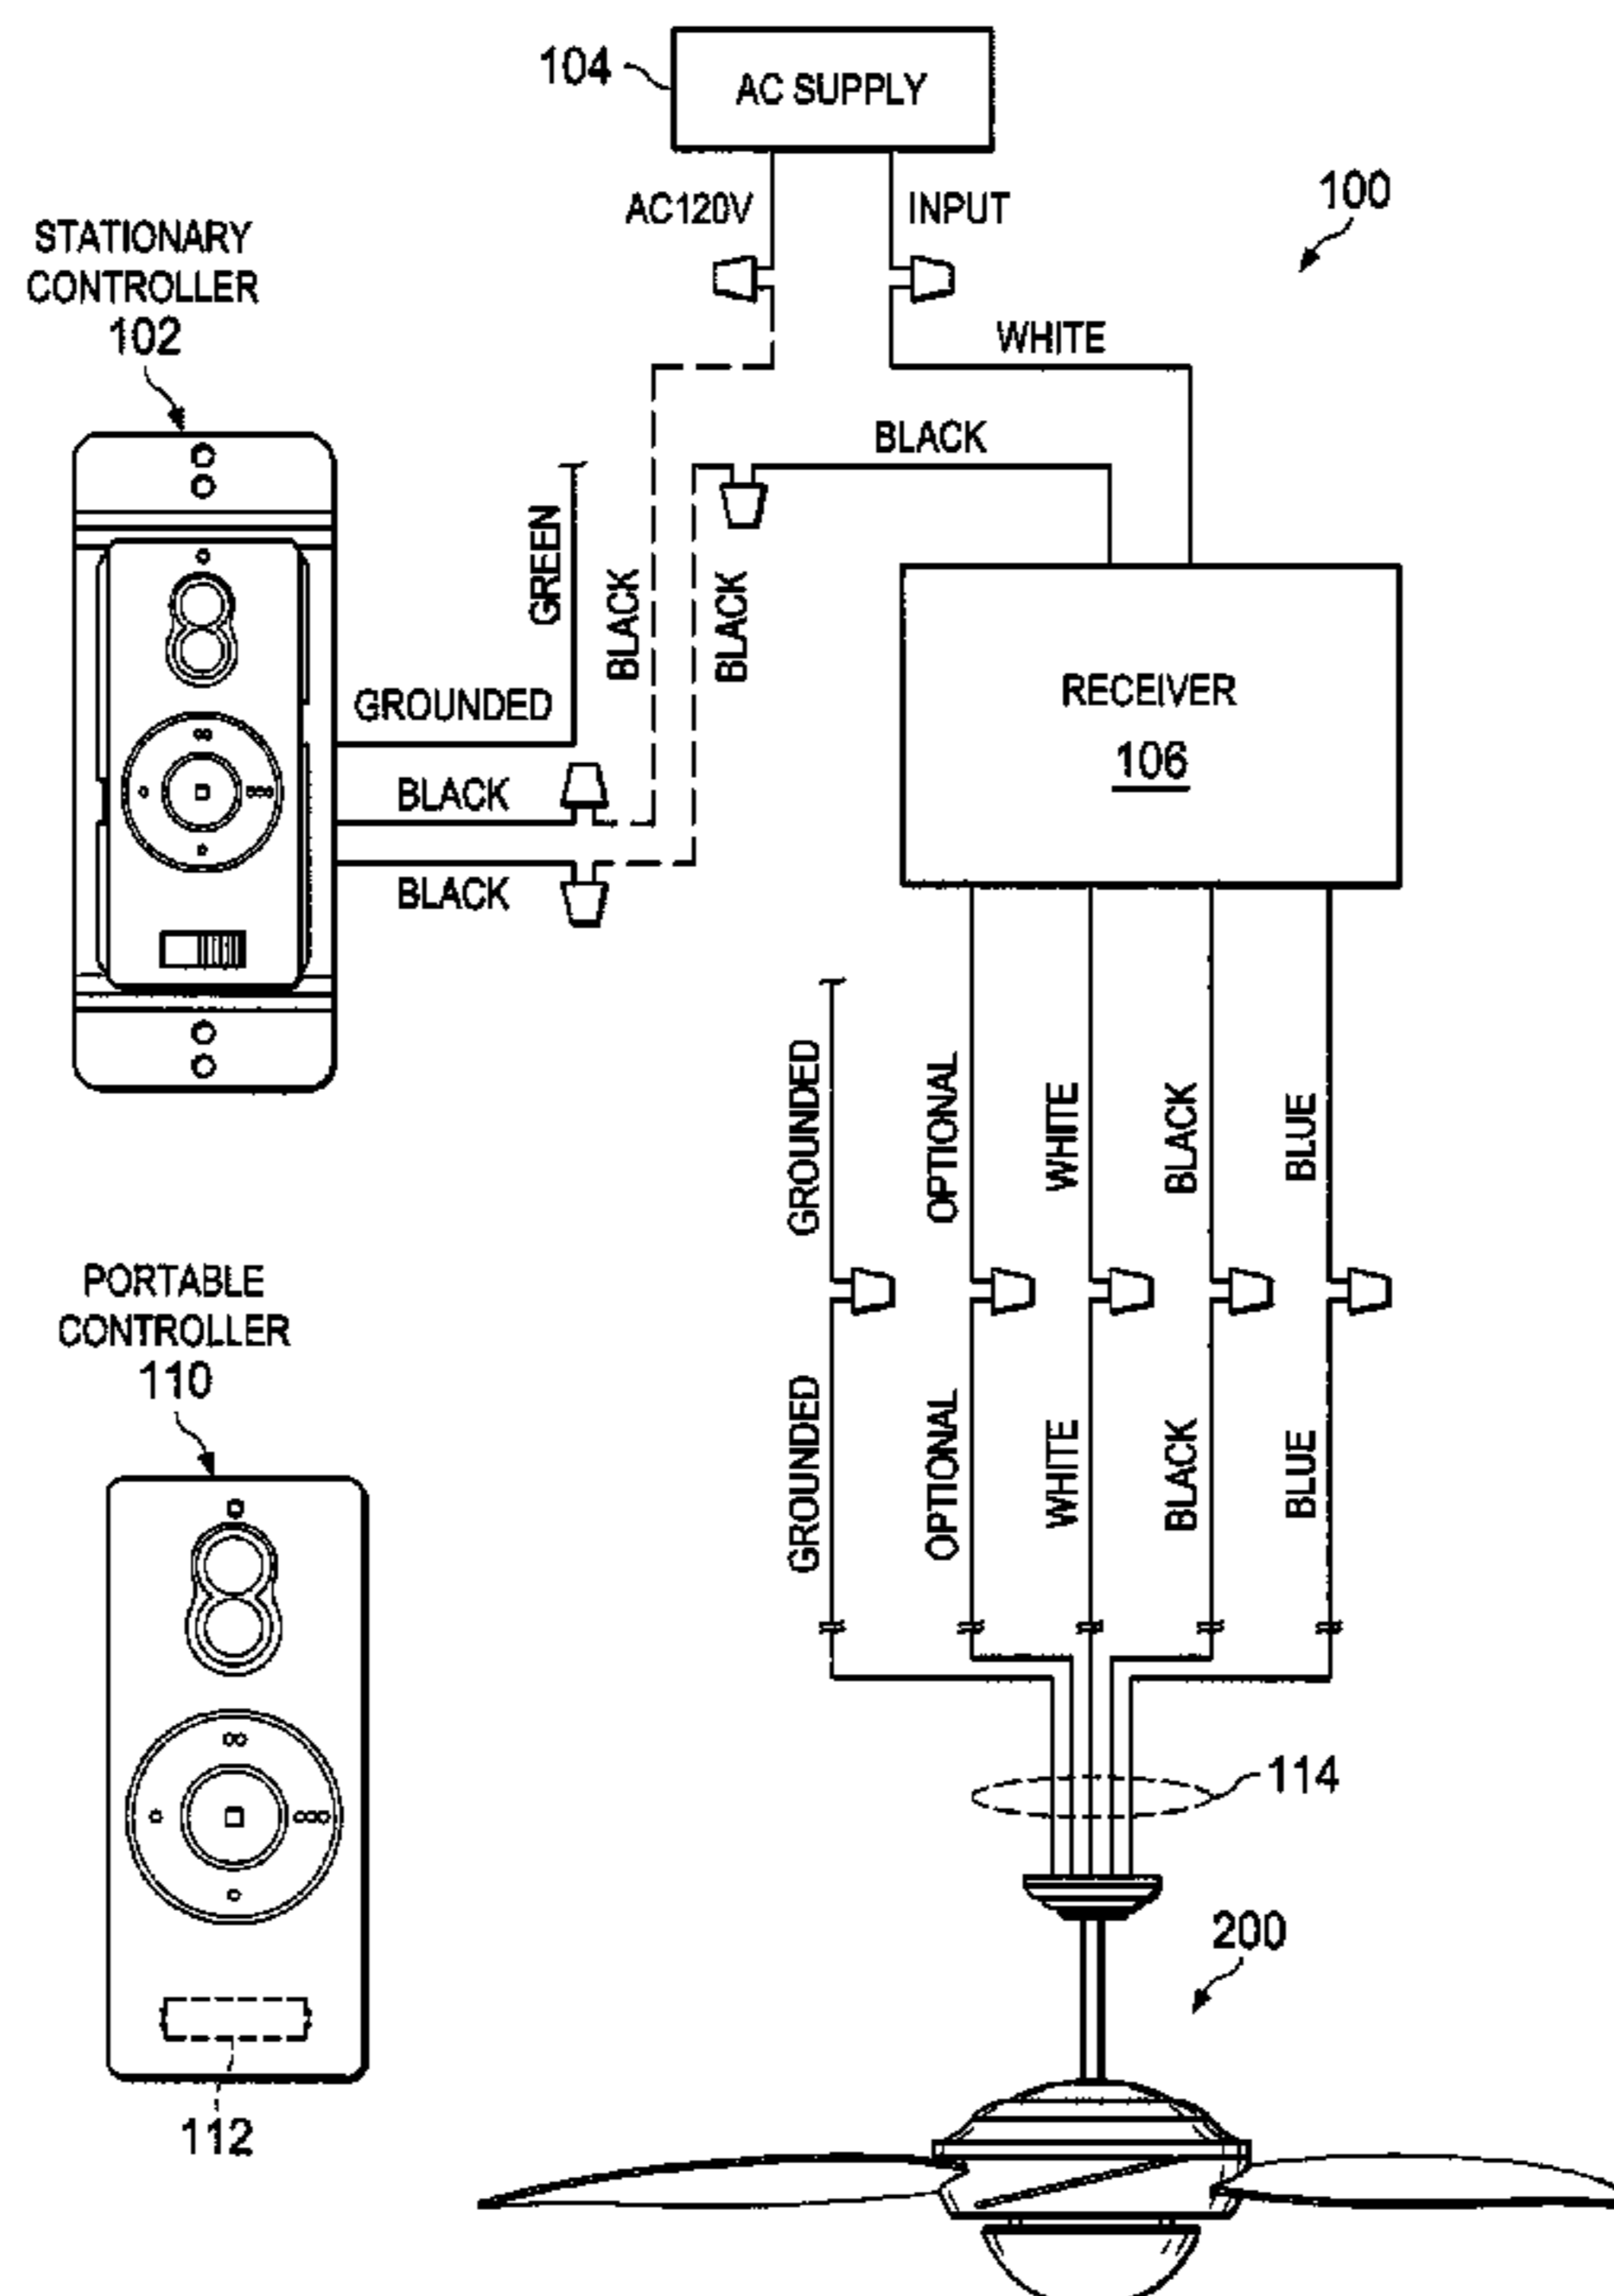 104
AC SUPPLY
AC120V
INPUT
100
STATIONARY
CONTROLLER
102
WHITE
BLACK
GREEN
BLACK
BLACK
GROUNDED
BLACK
BLACK
RECEIVER
106
GROUNDED
OPTIONAL
WHITE
BLACK
BLUE
PORTABLE
CONTROLLER
110
GROUNDED
OPTIONAL
WHITE
BLACK
BLUE
114
200
112